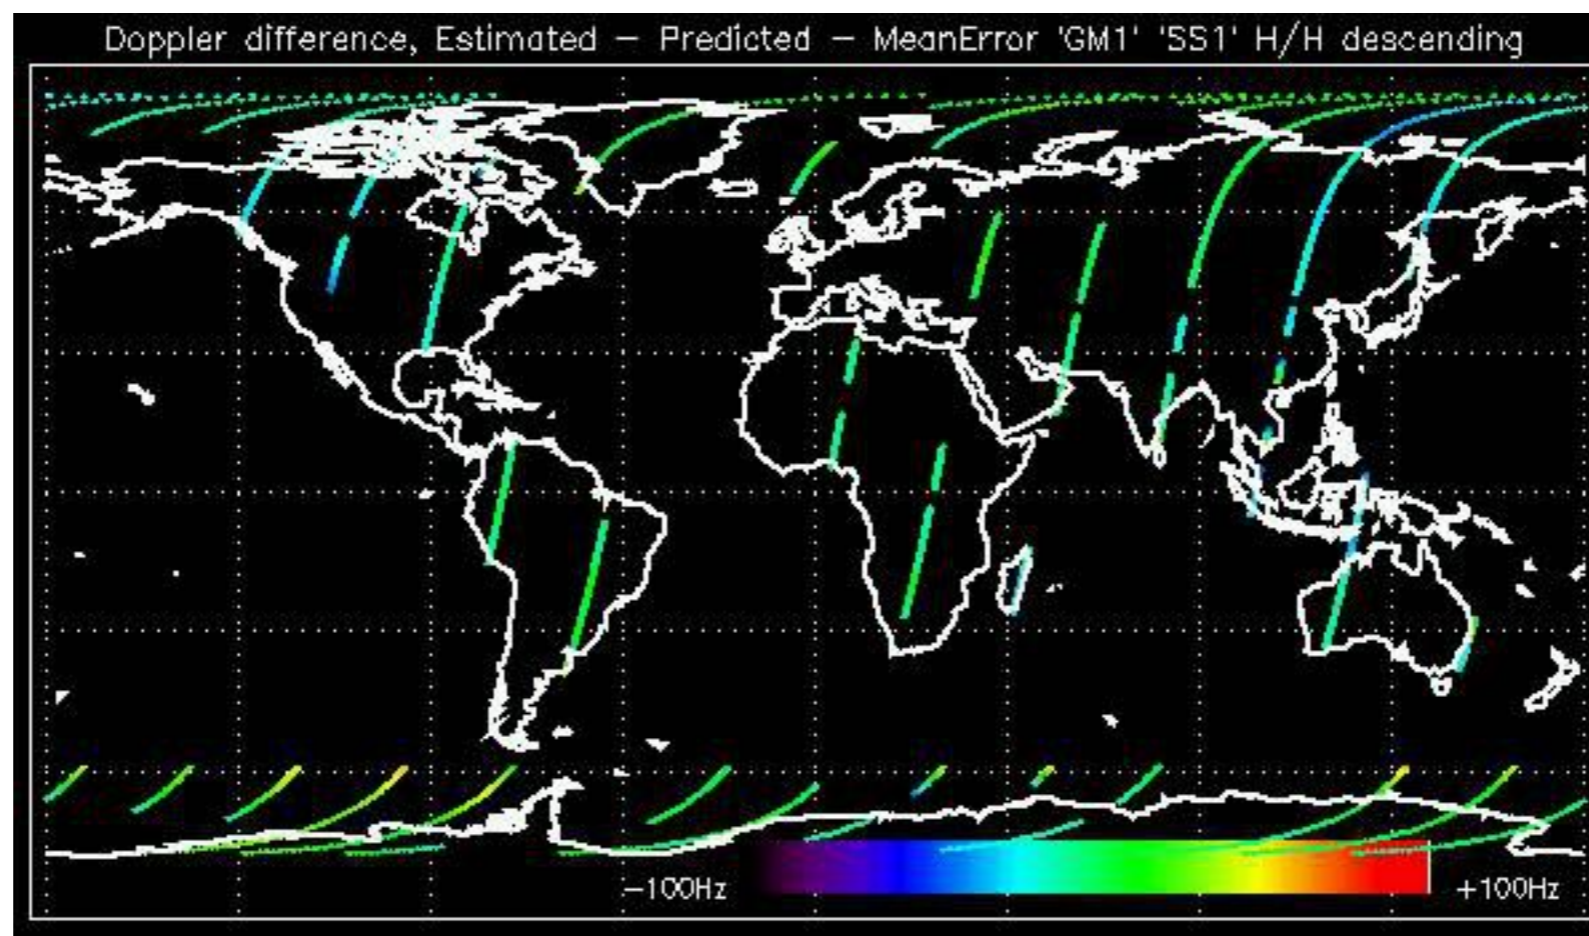 Doppler difference, Estimated – Predicted – MeanError 'GM1' 'SS1' H/H descending
-100Hz
+100Hz